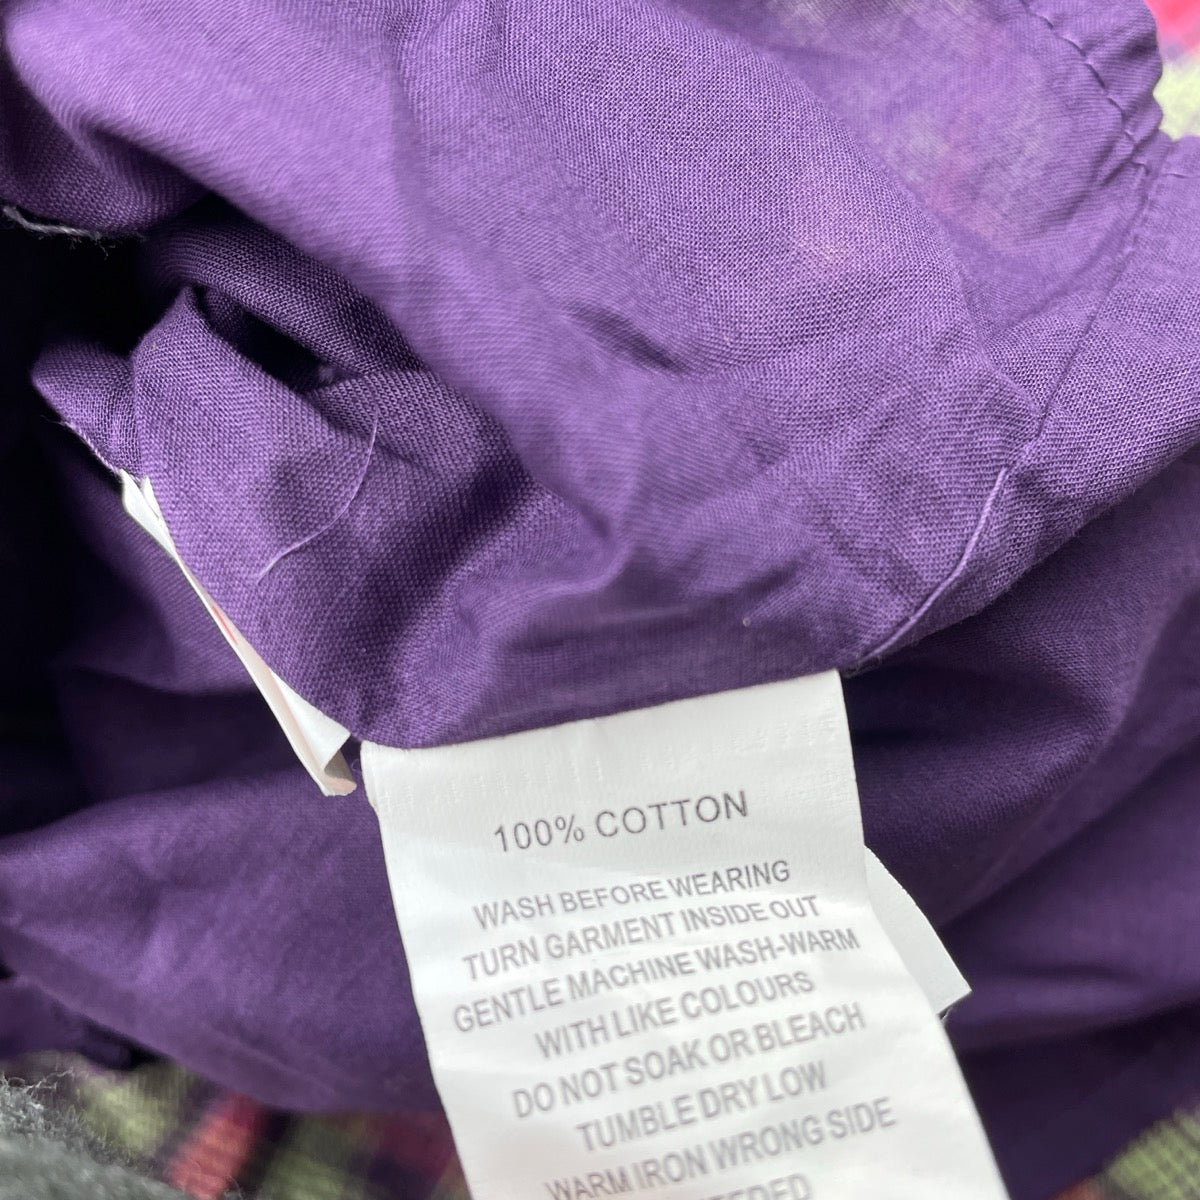 100% COTTON
WASH BEFORE WEARING
TURN GARMENT INSIDE OUT
GENTLE MACHINE WASH-WARM
WITH LIKE COLOURS
DO NOT SOAK OR BLEACH
TUMBLE DRY LOW
WARM IRON WRONG SIDE